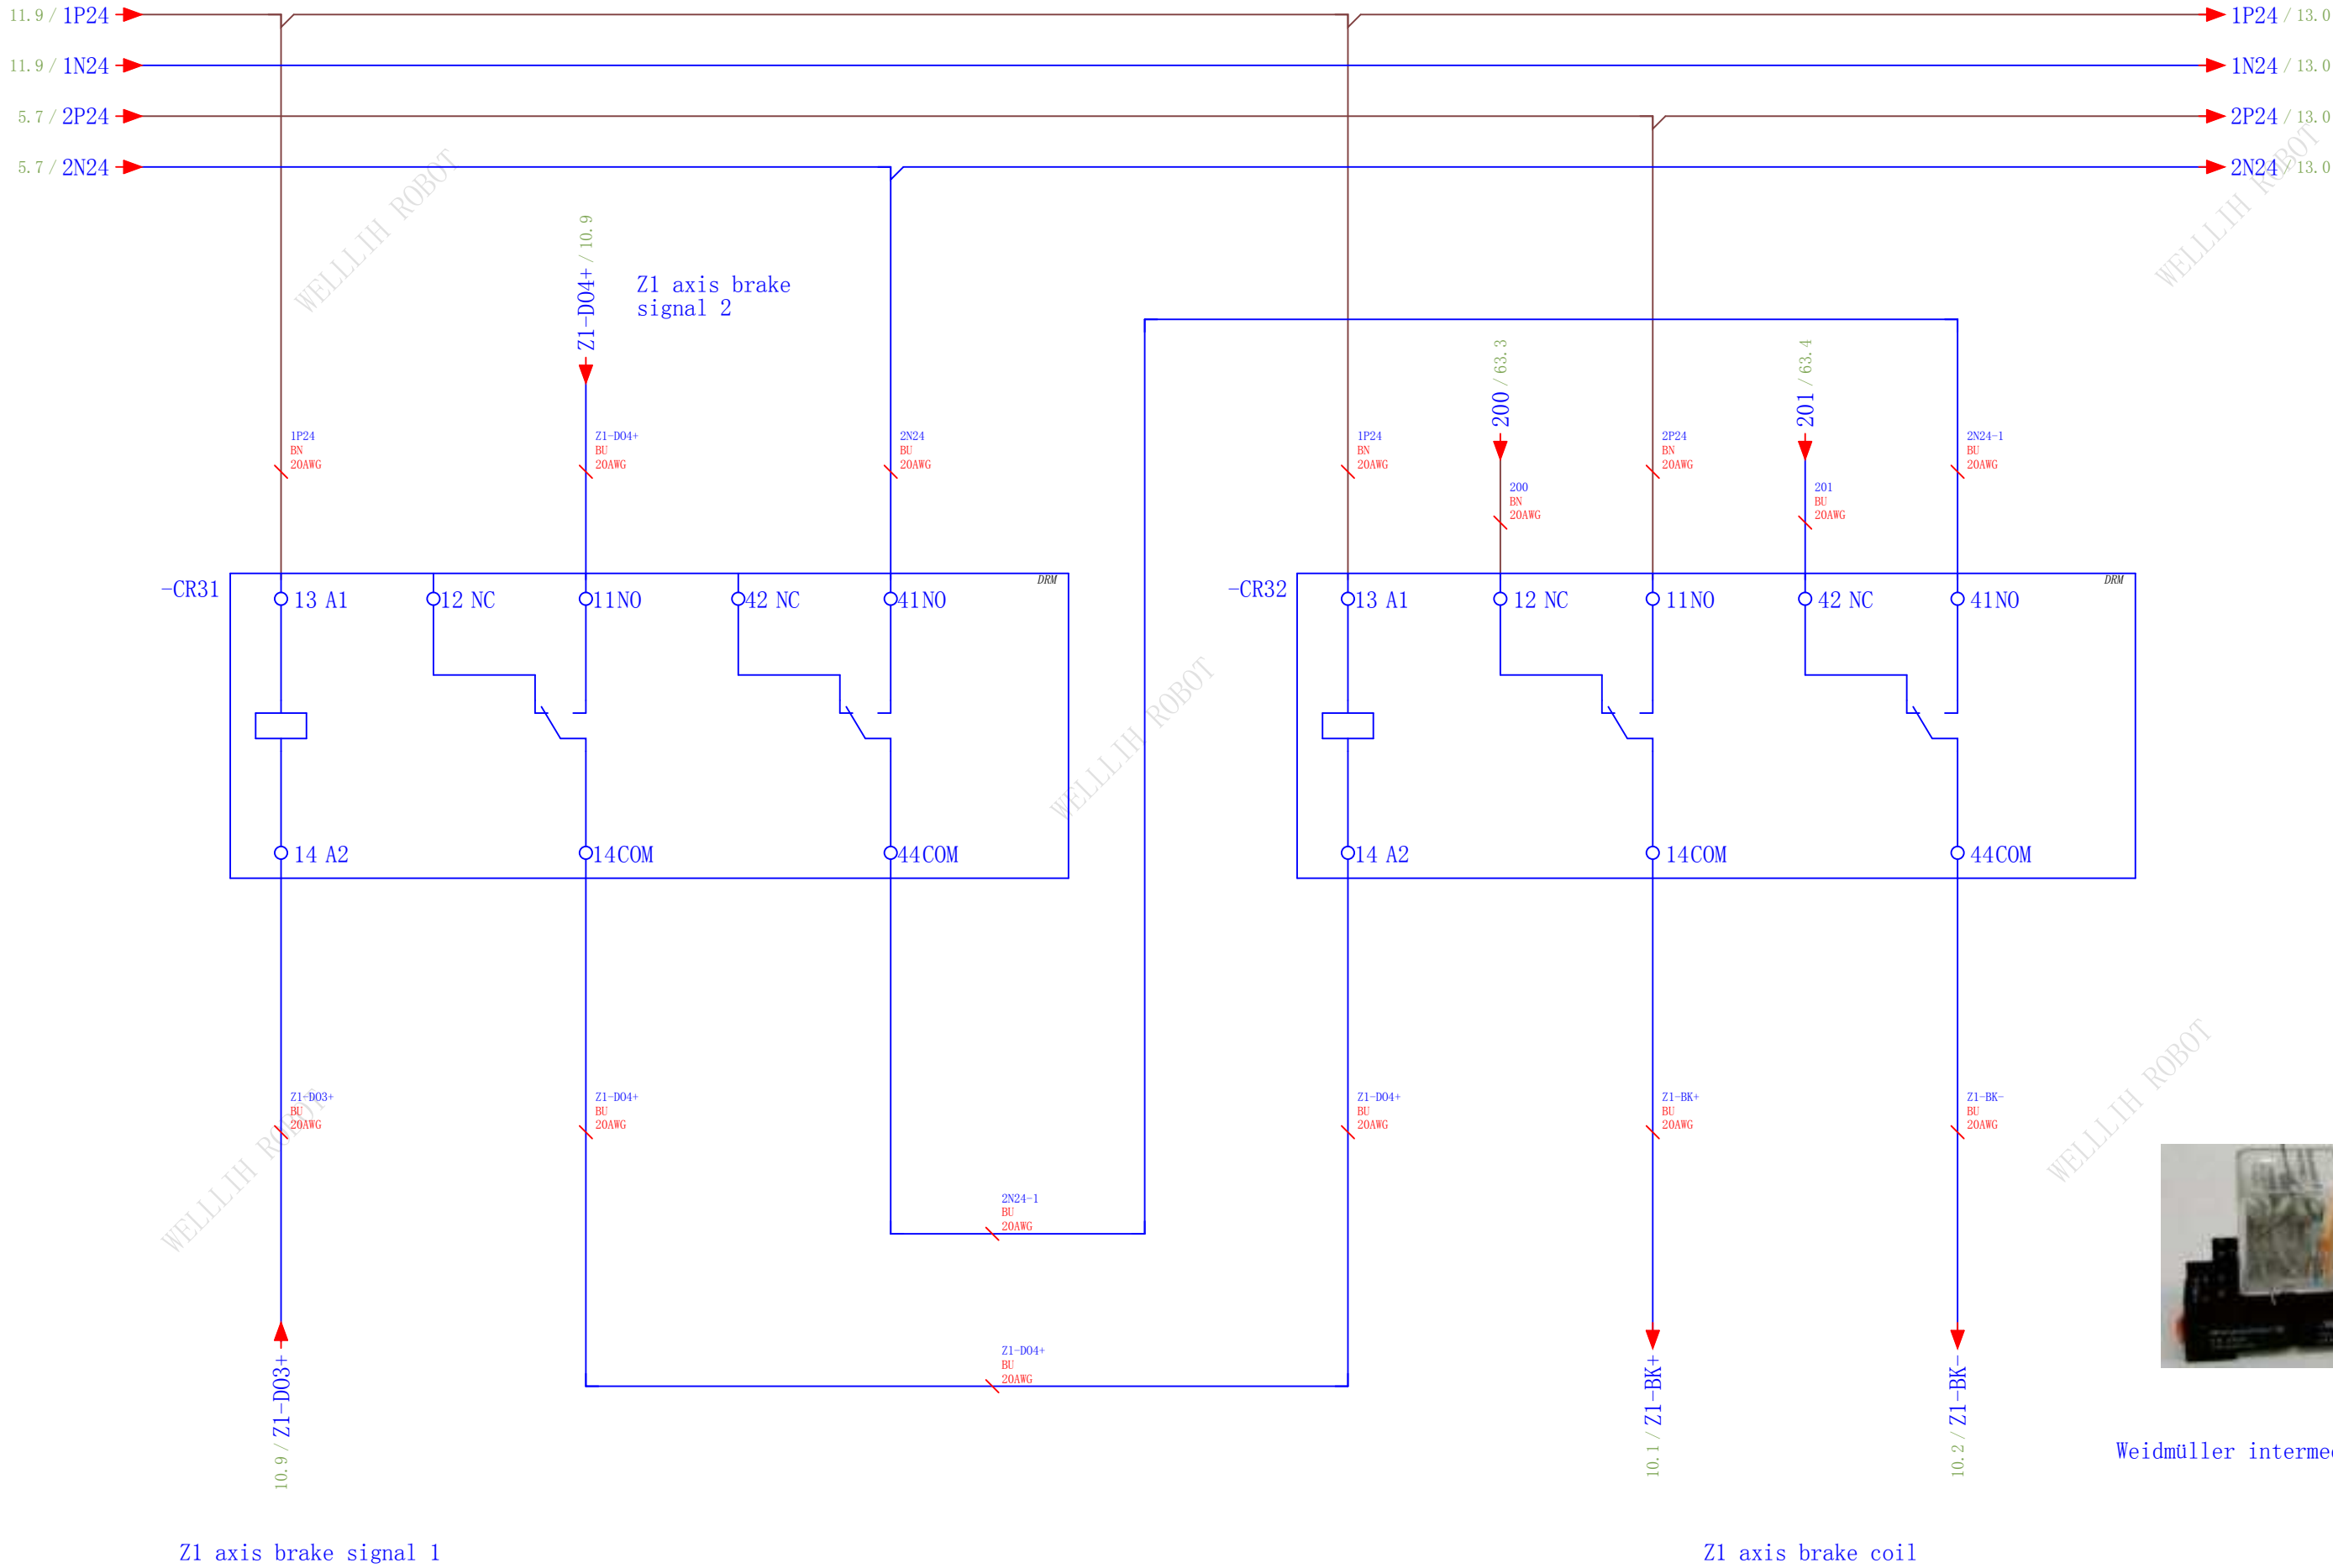 11.9 / 1P24
1P24 / 13.0
11.9 / 1N24
1N24 / 13.0
5.7 / 2P24
2P24 / 13.0
5.7 / 2N24
2N24 / 13.0
WELLLIH ROBOT
WELLLIH ROBOT
Z1-DO4+ / 10.9
Z1 axis brake
signal 2
200 / 63.3
201 / 63.4
1P24
BN
20AWG
Z1-DO4+
BU
20AWG
2N24
BU
20AWG
1P24
BN
20AWG
200
BN
20AWG
2P24
BN
20AWG
201
BU
20AWG
2N24-1
BU
20AWG
-CR31
DRM
13 A1
12 NC
11NO
42 NC
41NO
14 A2
14COM
44COM
-CR32
DRM
13 A1
12 NC
11NO
42 NC
41NO
14 A2
14COM
44COM
WELLLIH ROBOT
Z1-DO3+
BU
20AWG
Z1-DO4+
BU
20AWG
Z1-DO4+
BU
20AWG
Z1-BK+
BU
20AWG
Z1-BK-
BU
20AWG
WELLLIH ROBOT
WELLLIH ROBOT
2N24-1
BU
20AWG
Z1-DO4+
BU
20AWG
10.9 / Z1-DO3+
10.1 / Z1-BK+
10.2 / Z1-BK-
Weidmüller interme
Z1 axis brake signal 1
Z1 axis brake coil